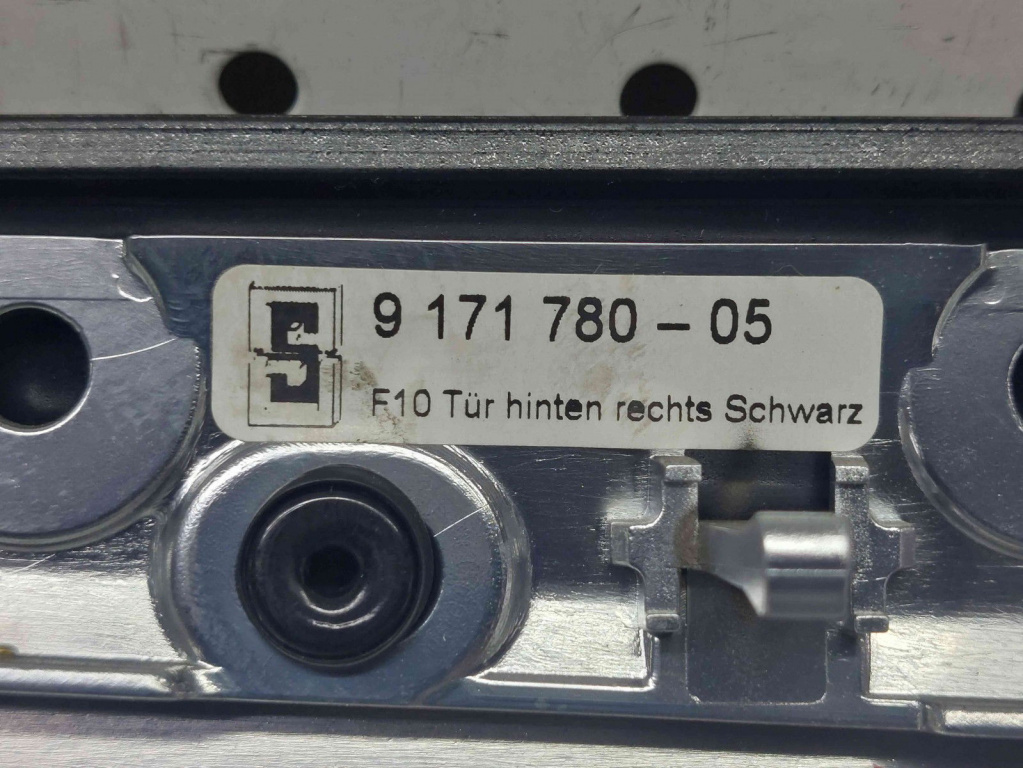 S
9 171 780 – 05
F10 Tür hinten rechts Schwarz